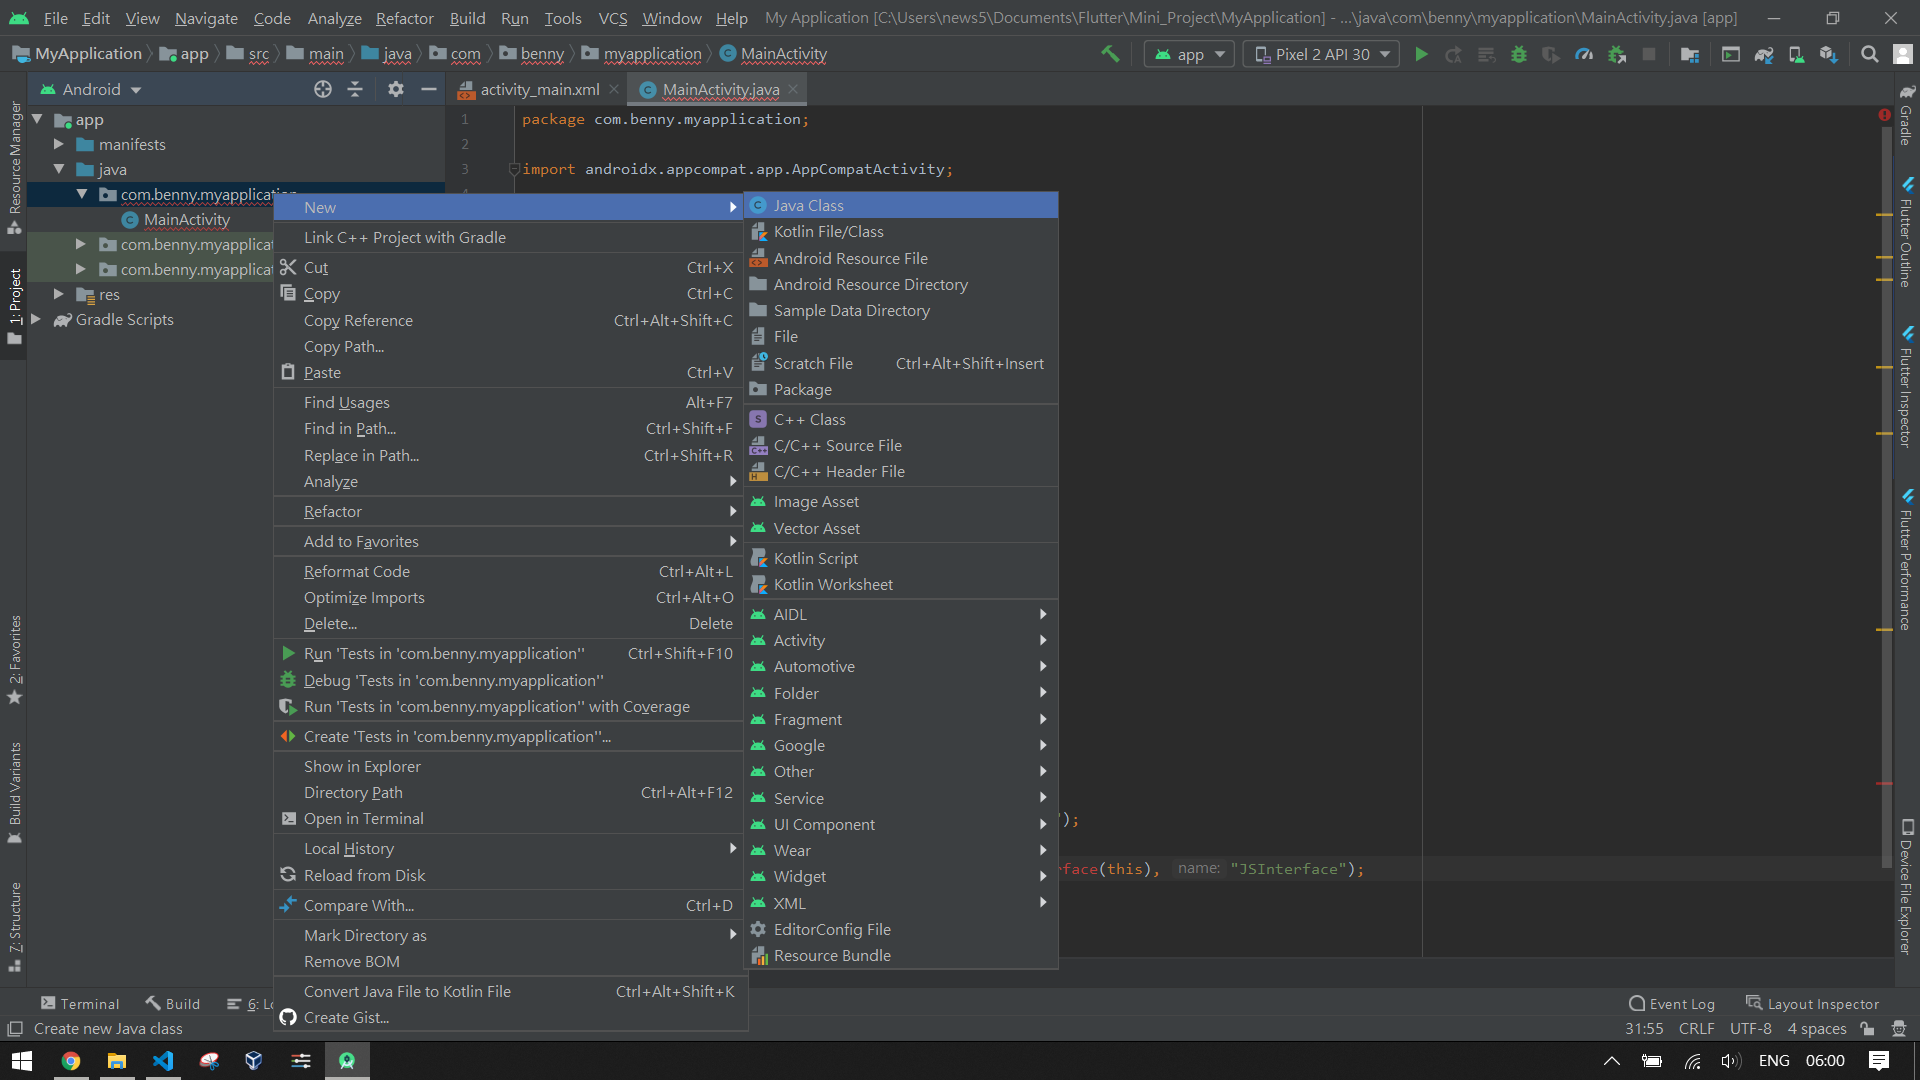 File Edit View Navigate Code Analyze Refactor Build Run Tools VCS Window Help My Application [C:\Users\news5\Documents\Flutter\Mini_Project\MyApplication] - ...\java\com\benny\myapplication\MainActivity.java [app]
MyApplication app src main java com benny myapplication MainActivity app Pixel 2 API 30
Android
activity_main.xml MainActivity.java
Resource Manager
1: Project
2: Favorites
Build Variants
7: Structure
app
manifests
java
com.benny.myapplication
MainActivity
com.benny.myapplicat
com.benny.myapplicat
res
Gradle Scripts
1 package com.benny.myapplication;
2
3 import androidx.appcompat.app.AppCompatActivity;
New
Link C++ Project with Gradle
Cut Ctrl+X
Copy Ctrl+C
Copy Reference Ctrl+Alt+Shift+C
Copy Path...
Paste Ctrl+V
Find Usages Alt+F7
Find in Path... Ctrl+Shift+F
Replace in Path... Ctrl+Shift+R
Analyze
Refactor
Add to Favorites
Reformat Code Ctrl+Alt+L
Optimize Imports Ctrl+Alt+O
Delete... Delete
Run 'Tests in 'com.benny.myapplication'' Ctrl+Shift+F10
Debug 'Tests in 'com.benny.myapplication''
Run 'Tests in 'com.benny.myapplication'' with Coverage
Create 'Tests in 'com.benny.myapplication''...
Show in Explorer
Directory Path Ctrl+Alt+F12
Open in Terminal
Local History
Reload from Disk
Compare With... Ctrl+D
Mark Directory as
Remove BOM
Convert Java File to Kotlin File Ctrl+Alt+Shift+K
Create Gist...
Java Class
Kotlin File/Class
Android Resource File
Android Resource Directory
Sample Data Directory
File
Scratch File Ctrl+Alt+Shift+Insert
Package
C++ Class
C/C++ Source File
C/C++ Header File
Image Asset
Vector Asset
Kotlin Script
Kotlin Worksheet
AIDL
Activity
Automotive
Folder
Fragment
Google
Other
Service
UI Component
Wear
Widget
XML
EditorConfig File
Resource Bundle
");
rface(this), name: "JSInterface");
Gradle
Flutter Outline
Flutter Inspector
Flutter Performance
Device File Explorer
Terminal Build 6: Lo Event Log Layout Inspector
Create new Java class 31:55 CRLF UTF-8 4 spaces
ENG 06:00